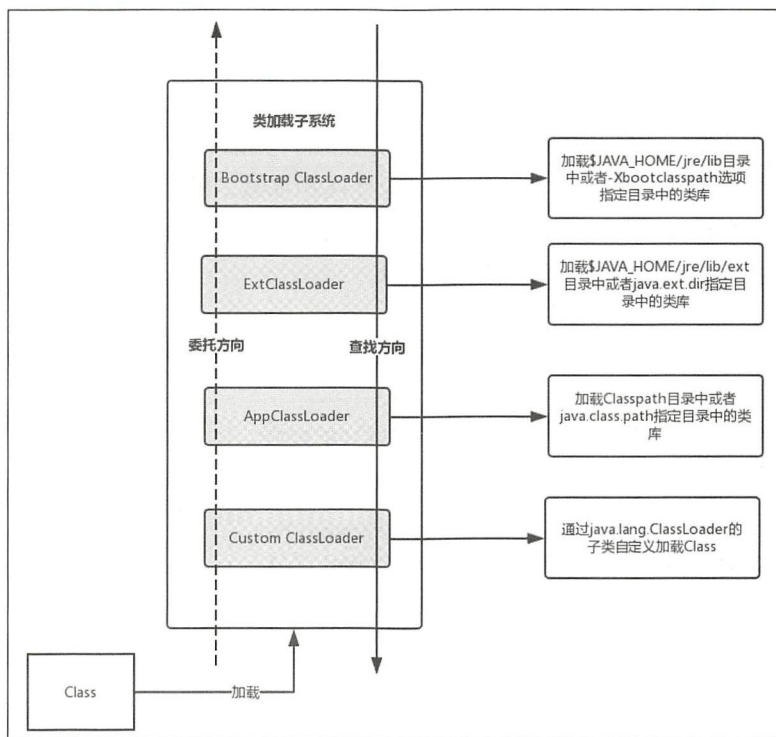 类加载子系统
Bootstrap ClassLoader
加载$JAVA_HOME/jre/lib目录
中或者-Xbootclasspath选项
指定目录中的类库
ExtClassLoader
加载$JAVA_HOME/jre/lib/ext
目录中或者java.ext.dir指定目
录中的类库
委托方向
查找方向
AppClassLoader
加载Classpath目录中或者
java.class.path指定目录中的类
库
Custom ClassLoader
通过java.lang.ClassLoader的
子类自定义加载Class
Class
加载